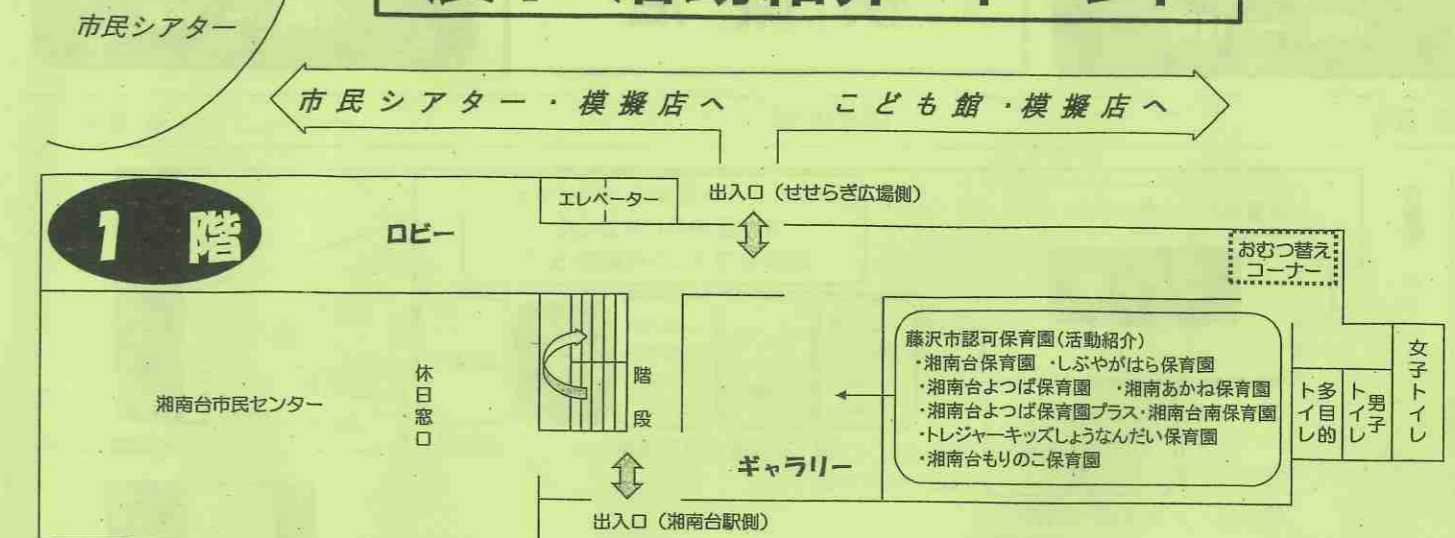 市民シアター
市民シアター・模擬店へ
こども館・模擬店へ
1 階
ロビー
エレベーター
出入口（せせらぎ広場側）
おむつ替え
コーナー
湘南台市民センター
休日窓口
階段
ギャラリー
藤沢市認可保育園(活動紹介)
・湘南台保育園 ・しぶやがはら保育園
・湘南台よつば保育園 ・湘南あかね保育園
・湘南台よつば保育園プラス・湘南台南保育園
・トレジャーキッズしょうなんだい保育園
・湘南台もりのこ保育園
多目的
トイレ
男子
トイレ
女子トイレ
出入口（湘南台駅側）